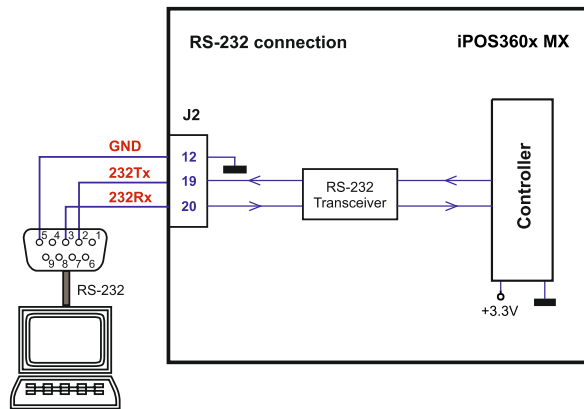 RS-232 connection
iPOS360x MX
J2
GND
12
232Tx
19
232Rx
20
RS-232
Transceiver
Controller
+3.3V
5 4 3 2 1
9 8 7 6
RS-232